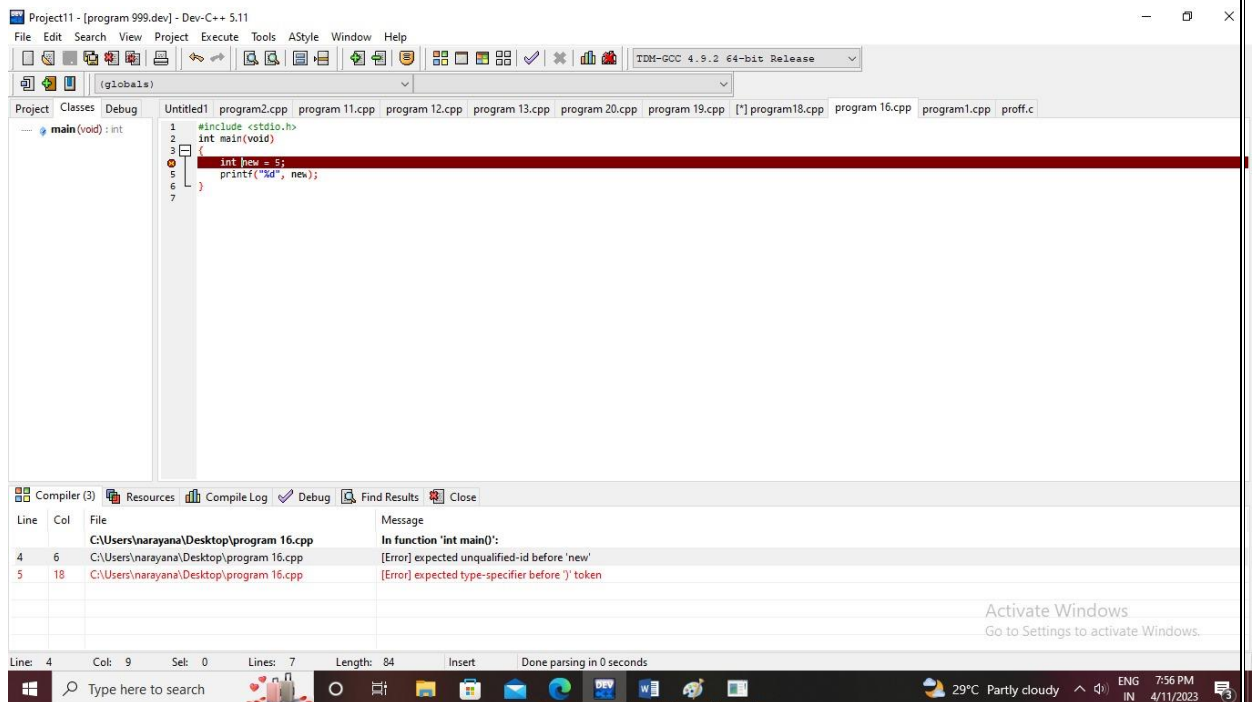 Project11 - [program 999.dev] - Dev-C++ 5.11
File Edit Search View Project Execute Tools AStyle Window Help
TDM-GCC 4.9.2 64-bit Release
(globals)
Project Classes Debug Untitled1 program2.cpp program 11.cpp program 12.cpp program 13.cpp program 20.cpp program 19.cpp [*] program18.cpp program 16.cpp program1.cpp proff.c
main (void) : int
1 #include <stdio.h>
2 int main(void)
3 {
int new = 5;
5 printf("%d", new);
6 }
7
Compiler (3) Resources Compile Log Debug Find Results Close
Line Col File Message
C:\Users\narayana\Desktop\program 16.cpp In function 'int main()':
4 6 C:\Users\narayana\Desktop\program 16.cpp [Error] expected unqualified-id before 'new'
5 18 C:\Users\narayana\Desktop\program 16.cpp [Error] expected type-specifier before ')' token
Activate Windows
Go to Settings to activate Windows.
Line: 4 Col: 9 Sel: 0 Lines: 7 Length: 84 Insert Done parsing in 0 seconds
Type here to search
29°C Partly cloudy
ENG 7:56 PM
IN 4/11/2023
3